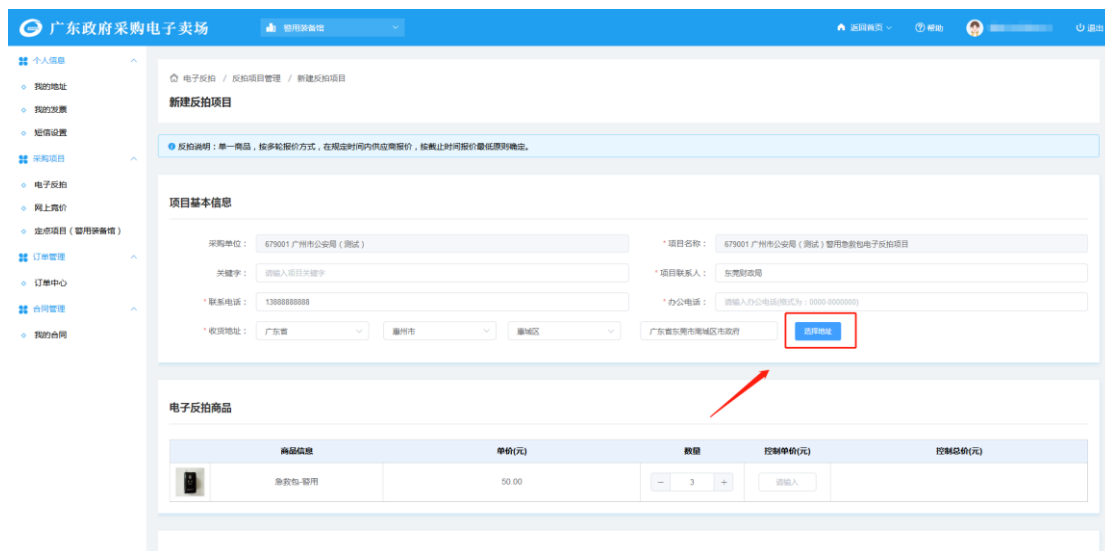 广东政府采购电子卖场
警用装备馆
返回首页
帮助
退出
个人信息
我的地址
我的发票
短信设置
采购项目
电子反拍
网上竞价
定点项目（警用装备馆）
订单管理
订单中心
合同管理
我的合同
电子反拍 / 反拍项目管理 / 新建反拍项目
新建反拍项目
反拍说明：单一商品，按多轮报价方式，在规定时间内供应商报价，按截止时间报价最低原则确定。
项目基本信息
采购单位： 679001 广州市公安局（测试） *项目名称： 679001 广州市公安局（测试）警用急救包电子反拍项目
关键字： 请输入项目关键字 *项目联系人： 东莞财政局
*联系电话： 13888888888 *办公电话： 请输入办公电话(格式为：0000-8000000)
*收货地址： 广东省 惠州市 惠城区 广东省东莞市南城区市政府 选择地址
电子反拍商品
商品信息 单价(元) 数量 控制单价(元) 控制总价(元)
急救包-警用 50.00 − 3 + 请输入